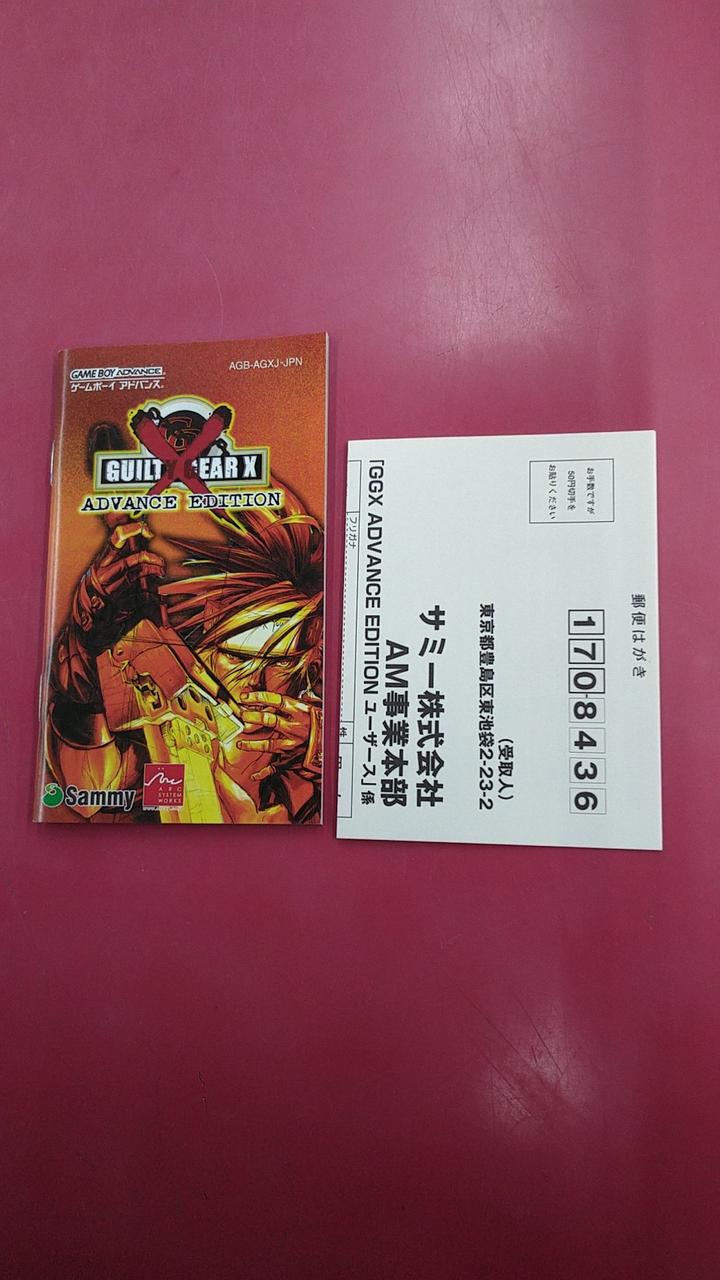 GAME BOY ADVANCE
ゲームボーイ アドバンス
AGB-AGXJ-JPN
GUILTY GEAR X
ADVANCE EDITION
Sammy
ARC
SYSTEM
WORKS
郵便はがき
170-8436
お手数ですが
50円切手を
お貼りください
(受取人)
東京都豊島区東池袋2-23-2
サミー株式会社
AM事業本部
「GGX ADVANCE EDITION ユーザーズ」係
フリガナ
性